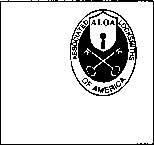 ASSOCIATED LOCKSMITHS
ALOA
OF AMERICA